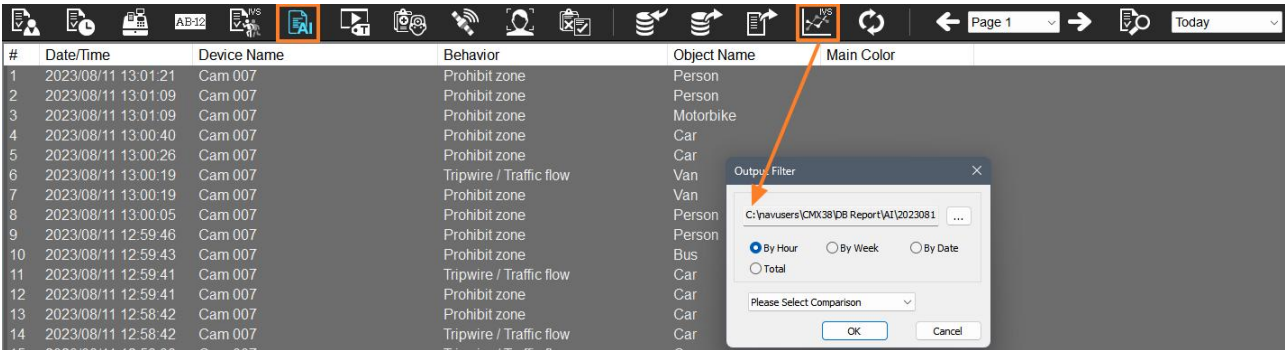 AB-12 IVS AI IVS Page 1 Today
# Date/Time Device Name Behavior Object Name Main Color
1 2023/08/11 13:01:21 Cam 007 Prohibit zone Person
2 2023/08/11 13:01:09 Cam 007 Prohibit zone Person
3 2023/08/11 13:01:09 Cam 007 Prohibit zone Motorbike
4 2023/08/11 13:00:40 Cam 007 Prohibit zone Car
5 2023/08/11 13:00:26 Cam 007 Prohibit zone Car
6 2023/08/11 13:00:19 Cam 007 Tripwire / Traffic flow Van
7 2023/08/11 13:00:19 Cam 007 Prohibit zone Van
8 2023/08/11 13:00:05 Cam 007 Prohibit zone Person
9 2023/08/11 12:59:46 Cam 007 Prohibit zone Person
10 2023/08/11 12:59:43 Cam 007 Prohibit zone Bus
11 2023/08/11 12:59:41 Cam 007 Tripwire / Traffic flow Car
12 2023/08/11 12:59:41 Cam 007 Prohibit zone Car
13 2023/08/11 12:58:42 Cam 007 Prohibit zone Car
14 2023/08/11 12:58:42 Cam 007 Tripwire / Traffic flow Car
Output Filter
C:\navusers\CMX38\DB Report\AI\2023081 ...
By Hour By Week By Date
Total
Please Select Comparison
OK Cancel